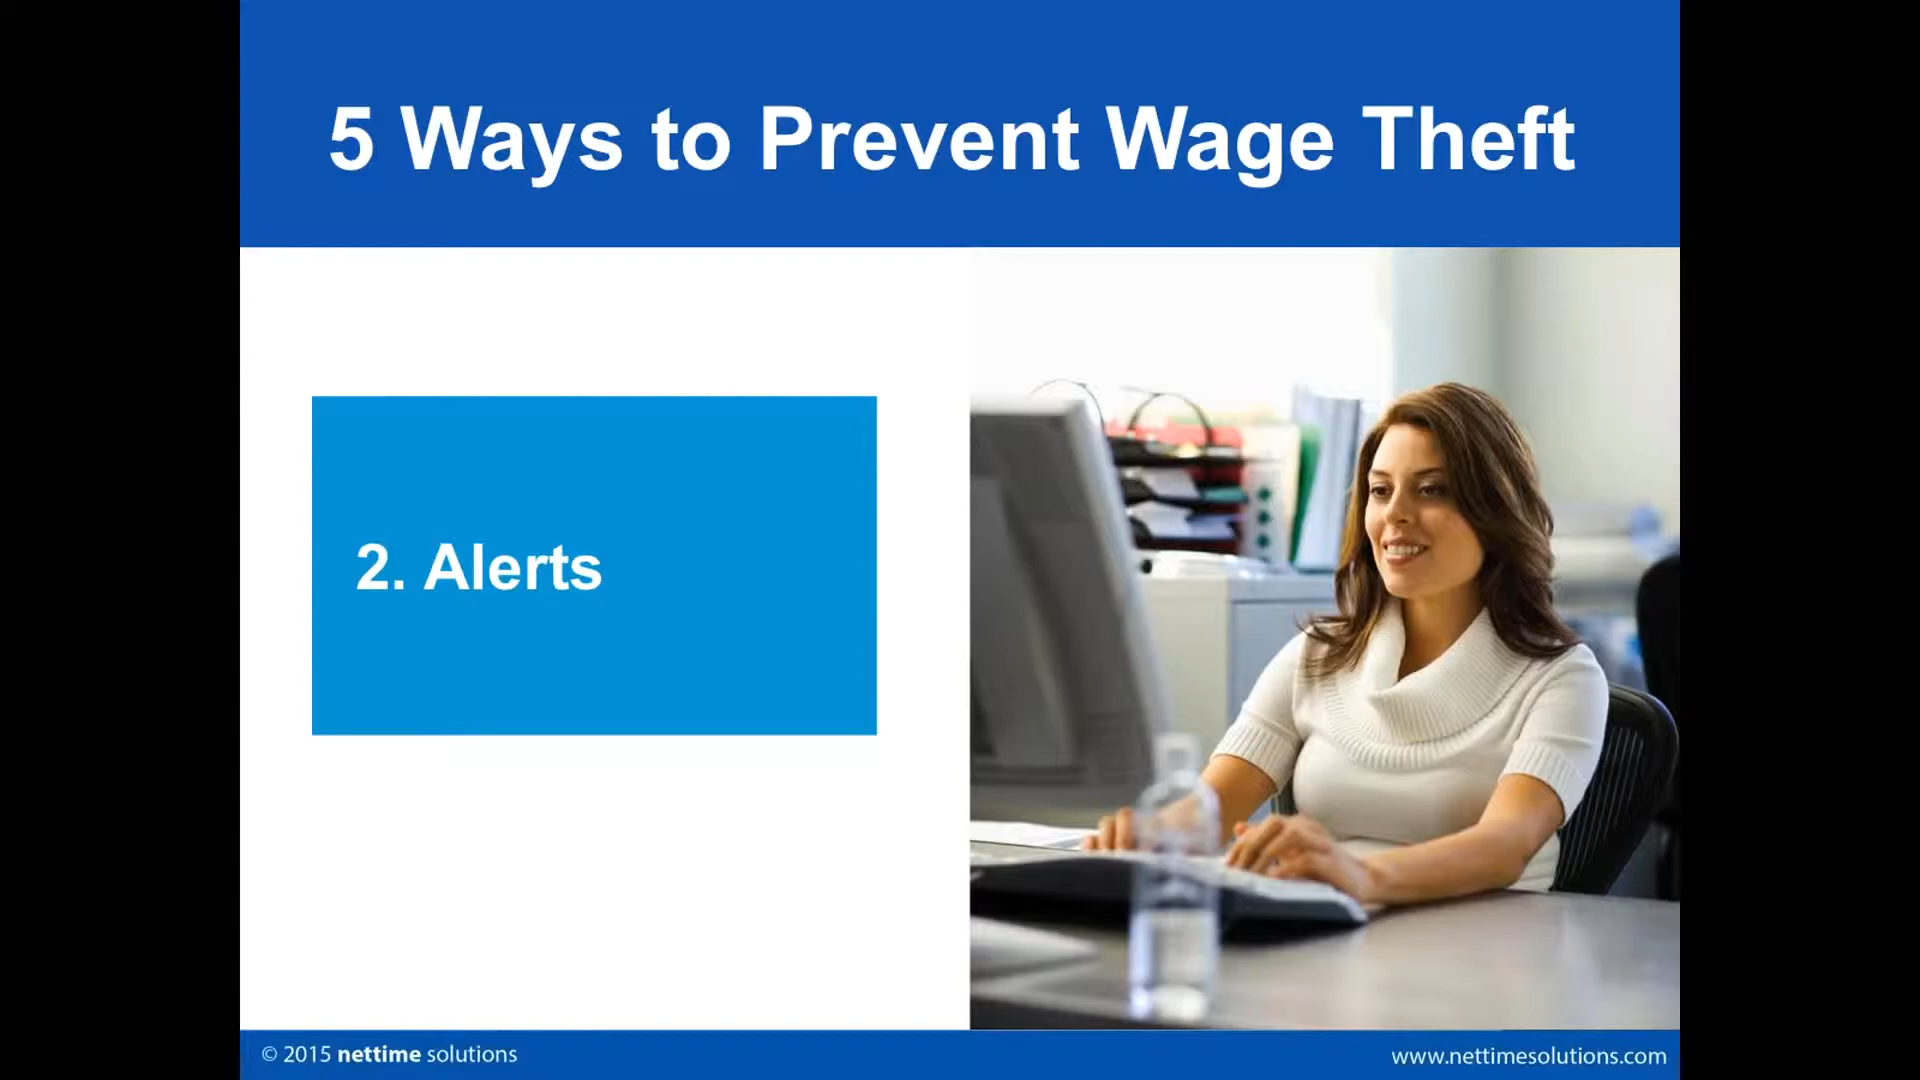 5 Ways to Prevent Wage Theft
2. Alerts
© 2015 nettime solutions
www.nettimesolutions.com